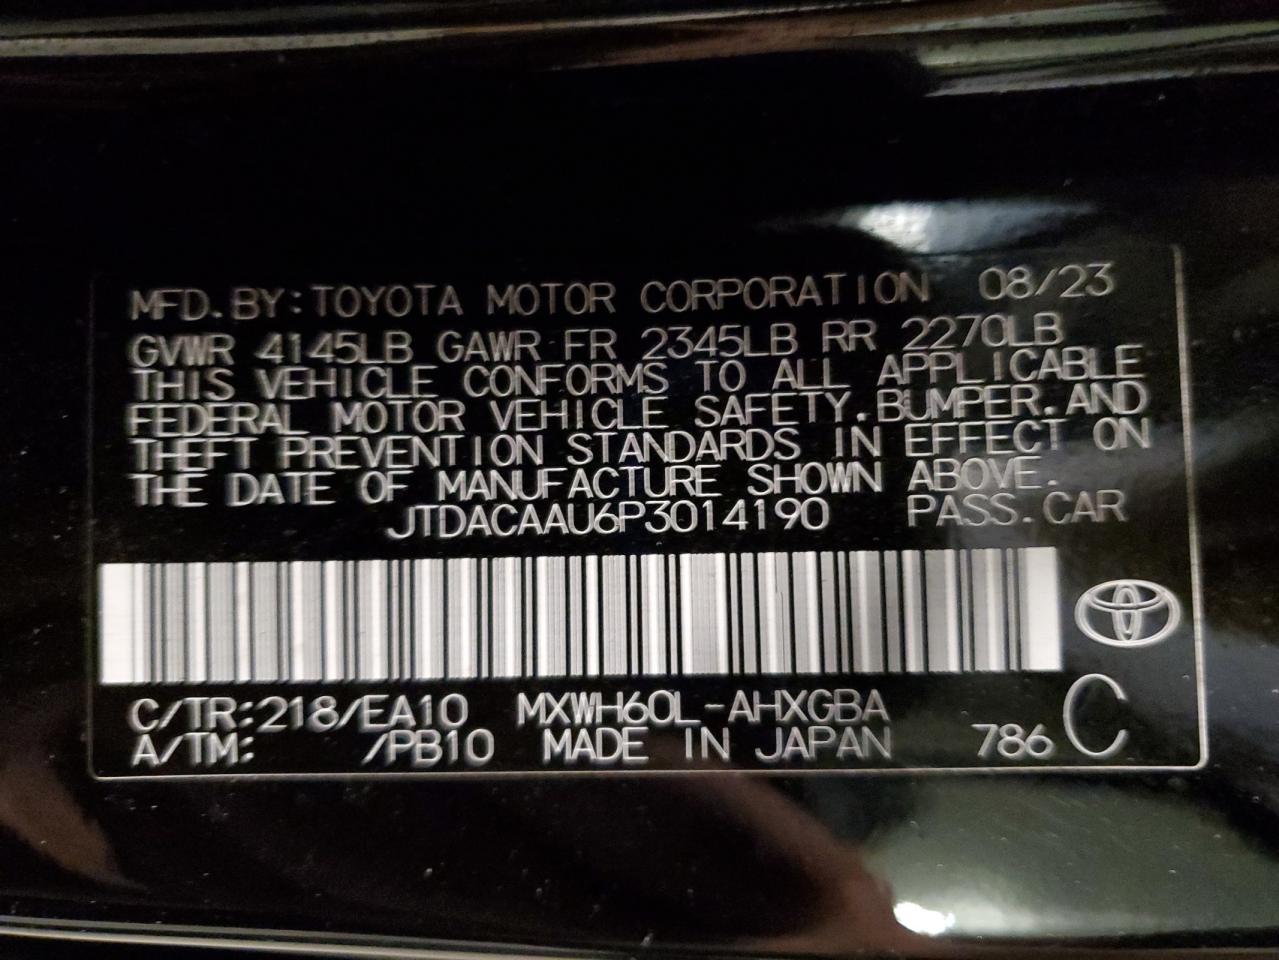 MFD.BY:TOYOTA MOTOR CORPORATION 08/23
GVWR 4145LB GAWR FR 2345LB RR 2270LB
THIS VEHICLE CONFORMS TO ALL APPLICABLE
FEDERAL MOTOR VEHICLE SAFETY,BUMPER,AND
THEFT PREVENTION STANDARDS IN EFFECT ON
THE DATE OF MANUFACTURE SHOWN ABOVE.
JTDACAAU6P3014190 PASS.CAR
C/TR:218/EA10 MXWH60L-AHXGBA
A/TM: /PB10 MADE IN JAPAN 786 C